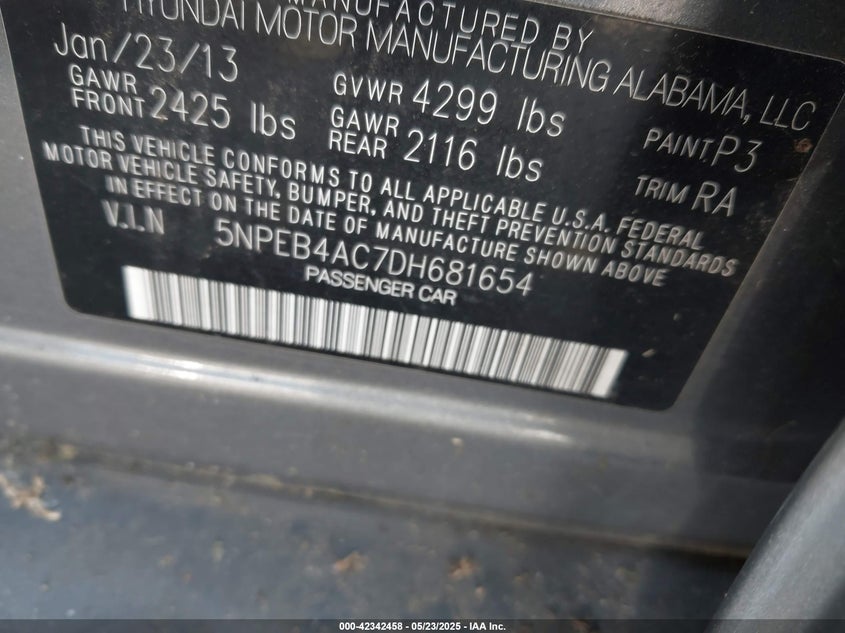 MANUFACTURED BY
HYUNDAI MOTOR MANUFACTURING ALABAMA, LLC
Jan/23/13
GVWR 4299 lbs
PAINT P3
GAWR FRONT 2425 lbs
GAWR REAR 2116 lbs
TRIM RA
THIS VEHICLE CONFORMS TO ALL APPLICABLE U.S.A. FEDERAL
MOTOR VEHICLE SAFETY, BUMPER, AND THEFT PREVENTION STANDARDS
IN EFFECT ON THE DATE OF MANUFACTURE SHOWN ABOVE
V.I.N 5NPEB4AC7DH681654
PASSENGER CAR
000-42342458 - 05/23/2025 - IAA Inc.